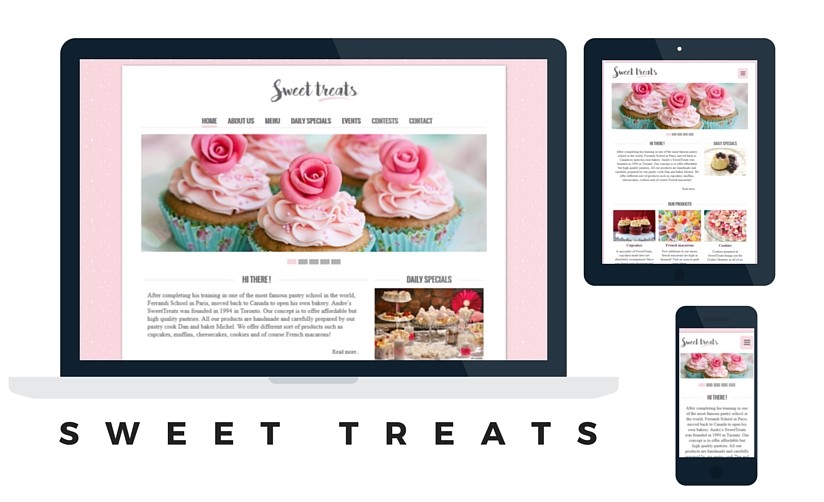 Sweet treats
HOME ABOUT US MENU DAILY SPECIALS EVENTS CONTESTS CONTACT
HI THERE !
After completing his training in one of the most famous pastry school in the world,
Ferrandi School in Paris, moved back to Canada to open his own bakery. Andre's
SweetTreats was founded in 1994 in Toronto. Our concept is to offer affordable but
high quality pastries. All our products are handmade and carefully prepared by our
pastry cook Dan and baker Michel. We offer different sort of products such as
cupcakes, muffins, cheesecakes, cookies and of course French macarons!
Read more..
DAILY SPECIALS
Sweet treats
HI THERE !
DAILY SPECIALS
Read more..
OUR PRODUCTS
Cupcakes
French macarons
Cookies
Sweet treats
HI THERE !
After completing his training in
one of the most famous pastry
school in the world, Ferrandi
School in Paris, moved back to
Canada to open his own bakery.
Andre's SweetTreats was founded
in 1994 in Toronto. Our concept
is to offer affordable but high
quality pastries. All our
products are handmade and
carefully prepared by our pastry
SWEET TREATS